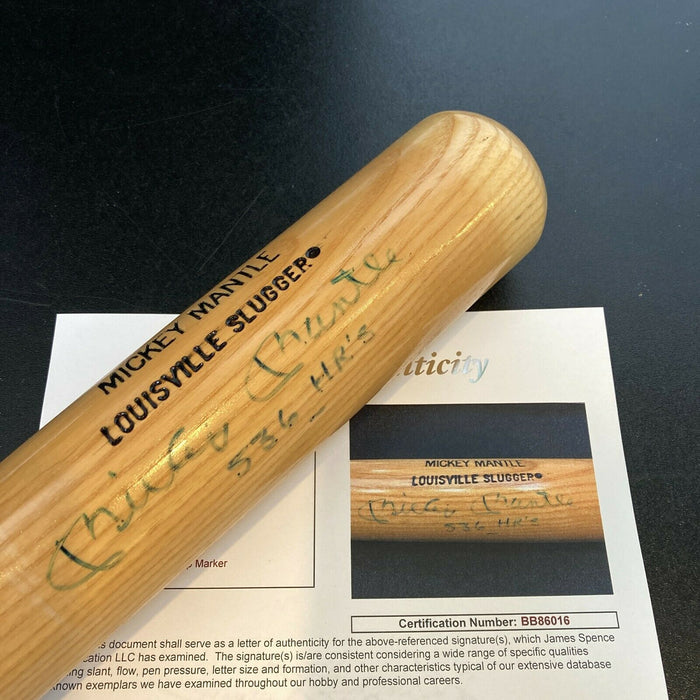 MICKEY MANTLE
LOUISVILLE SLUGGER
Mickey Mantle
536 HR's
MICKEY MANTLE
LOUISVILLE SLUGGER
Mickey Mantle
536 HR's
Marker
Certification Number: BB86016
document shall serve as a letter of authenticity for the above-referenced signature(s), which James Spence
LLC has examined. The signature(s) is/are consistent considering a wide range of specific qualities
slant, flow, pen pressure, letter size and formation, and other characteristics typical of our extensive database
known exemplars we have examined throughout our hobby and professional careers.